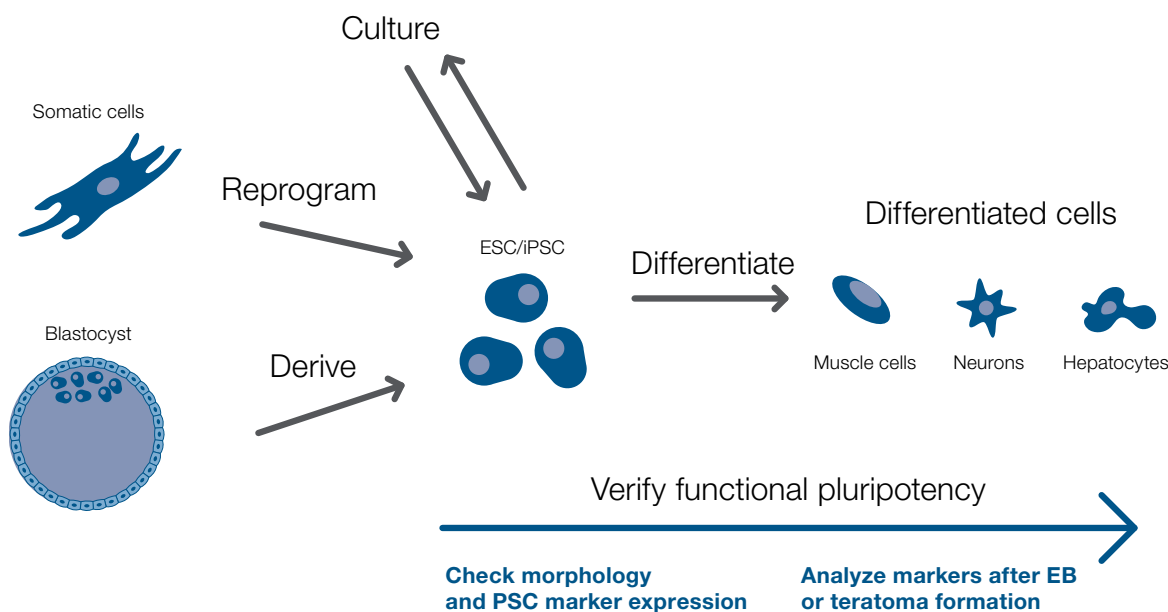 Culture
Somatic cells
Reprogram
Differentiated cells
ESC/iPSC
Differentiate
Blastocyst
Derive
Muscle cells
Neurons
Hepatocytes
Verify functional pluripotency
Check morphology
and PSC marker expression
Analyze markers after EB
or teratoma formation